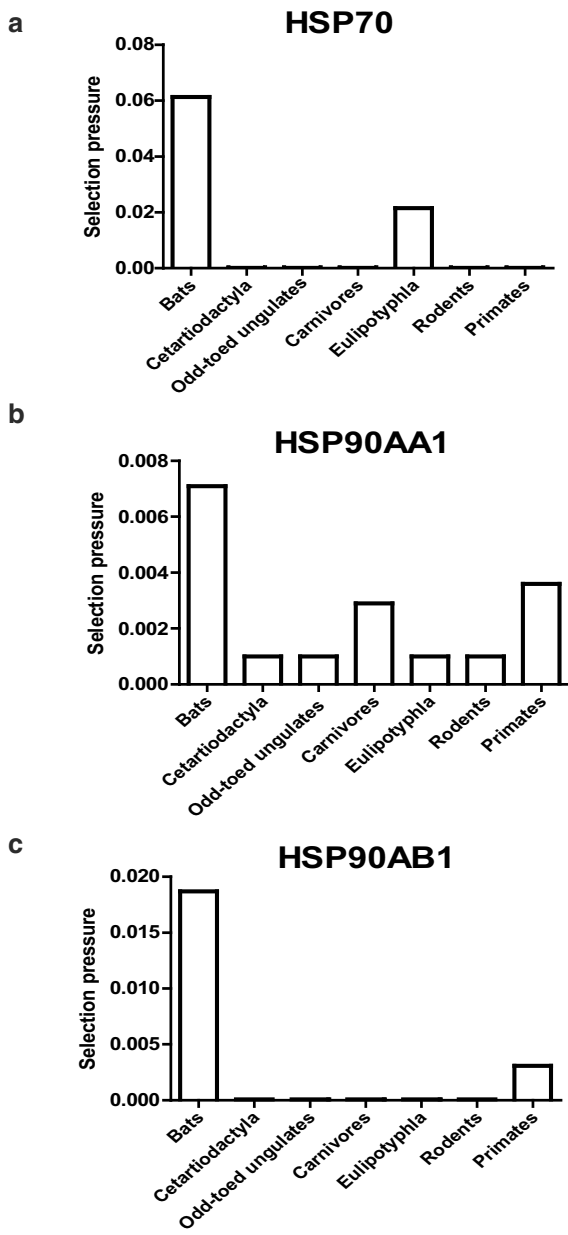 a
HSP70
Selection pressure
0.08
0.06
0.04
0.02
0.00
Bats
Cetartiodactyla
Odd-toed ungulates
Carnivores
Eulipotyphla
Rodents
Primates
b
HSP90AA1
Selection pressure
0.008
0.006
0.004
0.002
0.000
Bats
Cetartiodactyla
Odd-toed ungulates
Carnivores
Eulipotyphla
Rodents
Primates
c
HSP90AB1
Selection pressure
0.020
0.015
0.010
0.005
0.000
Bats
Cetartiodactyla
Odd-toed ungulates
Carnivores
Eulipotyphla
Rodents
Primates